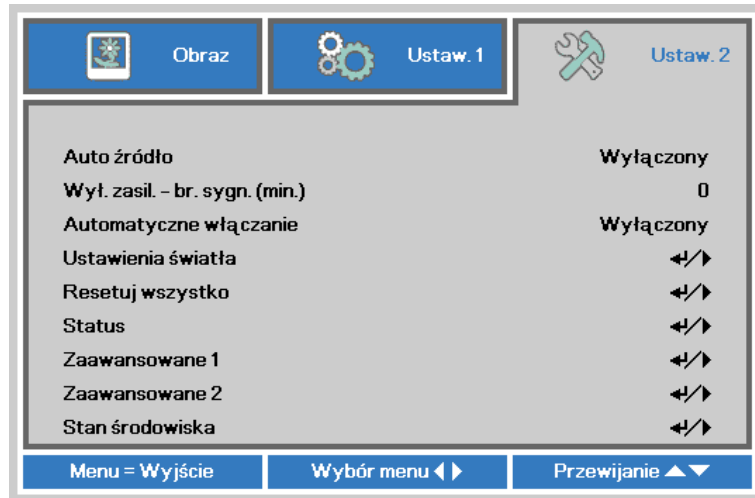 Obraz Ustaw. 1 Ustaw. 2
Auto źródło Wyłączony
Wył. zasil. – br. sygn. (min.) 0
Automatyczne włączanie Wyłączony
Ustawienia światła
Resetuj wszystko
Status
Zaawansowane 1
Zaawansowane 2
Stan środowiska
Menu = Wyjście Wybór menu Przewijanie